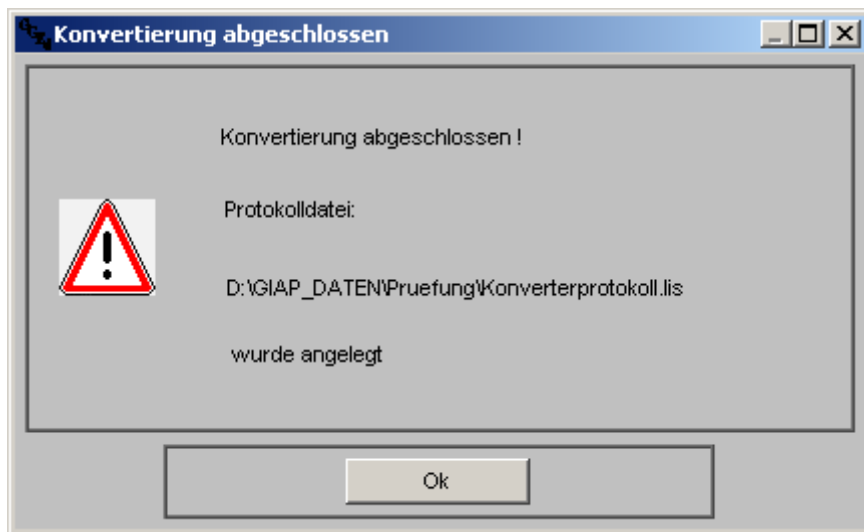 Konvertierung abgeschlossen
Konvertierung abgeschlossen !
Protokolldatei:
D:\GIAP_DATEN\Pruefung\Konverterprotokoll.lis
wurde angelegt
Ok